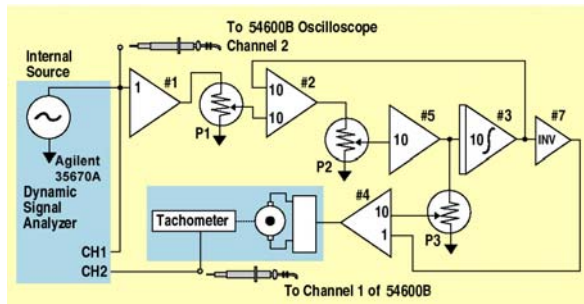 To 54600B Oscilloscope
Channel 2
Internal
Source
#1
1
P1
#2
10
10
P2
#5
10
#3
10∫
#7
INV
Agilent
35670A
Dynamic
Signal
Analyzer
CH1
CH2
Tachometer
#4
10
1
P3
To Channel 1 of 54600B